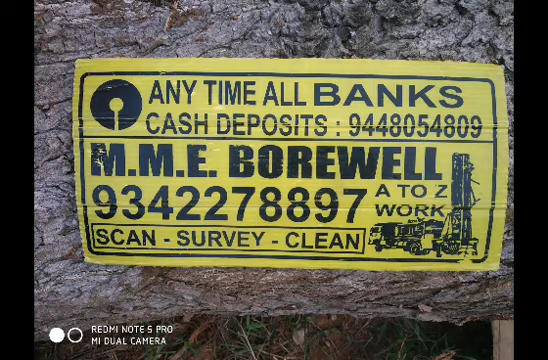 ANY TIME ALL BANKS
CASH DEPOSITS : 9448054809
M.M.E. BOREWELL
9342278897
A TO Z
WORK
SCAN - SURVEY - CLEAN
REDMI NOTE 5 PRO
MI DUAL CAMERA